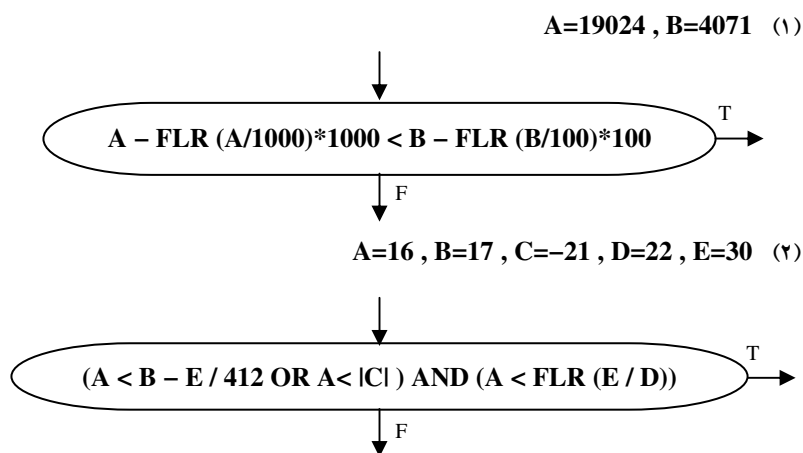 A=19024 , B=4071 (١)
T
A – FLR (A/1000)*1000 < B – FLR (B/100)*100
F
A=16 , B=17 , C=–21 , D=22 , E=30 (٢)
T
(A < B – E / 412 OR A< |C| ) AND (A < FLR (E / D))
F